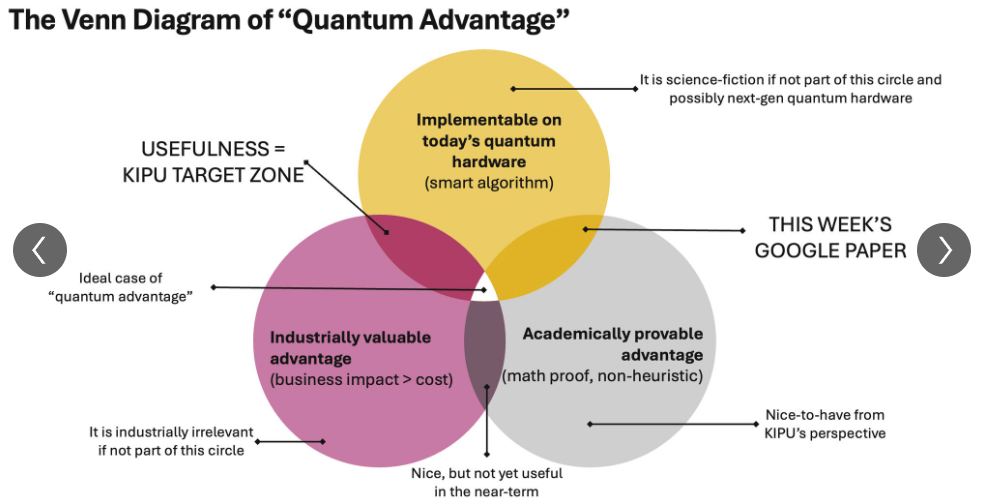 The Venn Diagram of “Quantum Advantage”
It is science-fiction if not part of this circle and
possibly next-gen quantum hardware
Implementable on
today’s quantum
hardware
(smart algorithm)
USEFULNESS =
KIPU TARGET ZONE
THIS WEEK’S
GOOGLE PAPER
Ideal case of
“quantum advantage”
Industrially valuable
advantage
(business impact > cost)
Academically provable
advantage
(math proof, non-heuristic)
It is industrially irrelevant
if not part of this circle
Nice-to-have from
KIPU’s perspective
Nice, but not yet useful
in the near-term